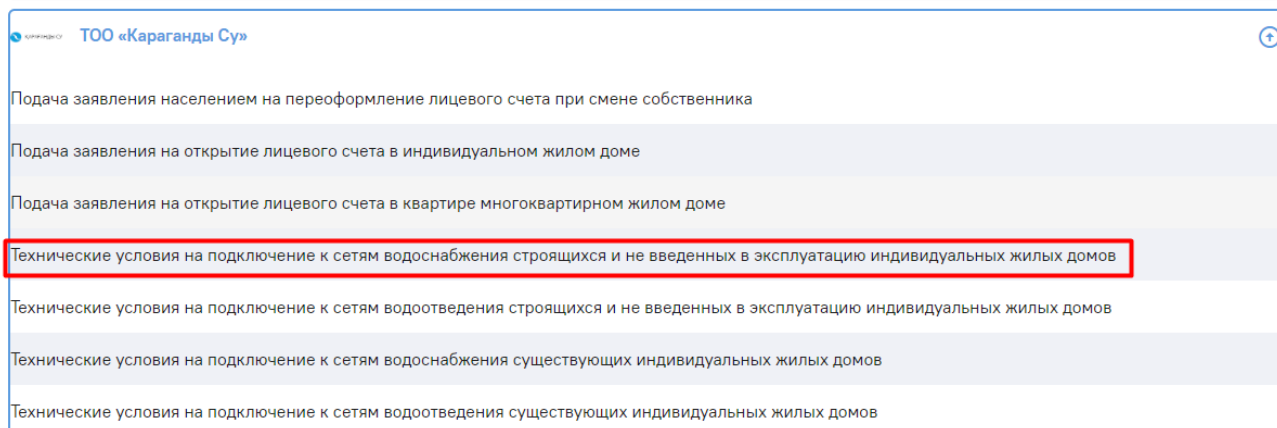 ТОО «Караганды Су»
Подача заявления населением на переоформление лицевого счета при смене собственника
Подача заявления на открытие лицевого счета в индивидуальном жилом доме
Подача заявления на открытие лицевого счета в квартире многоквартирном жилом доме
Технические условия на подключение к сетям водоснабжения строящихся и не введенных в эксплуатацию индивидуальных жилых домов
Технические условия на подключение к сетям водоотведения строящихся и не введенных в эксплуатацию индивидуальных жилых домов
Технические условия на подключение к сетям водоснабжения существующих индивидуальных жилых домов
Технические условия на подключение к сетям водоотведения существующих индивидуальных жилых домов